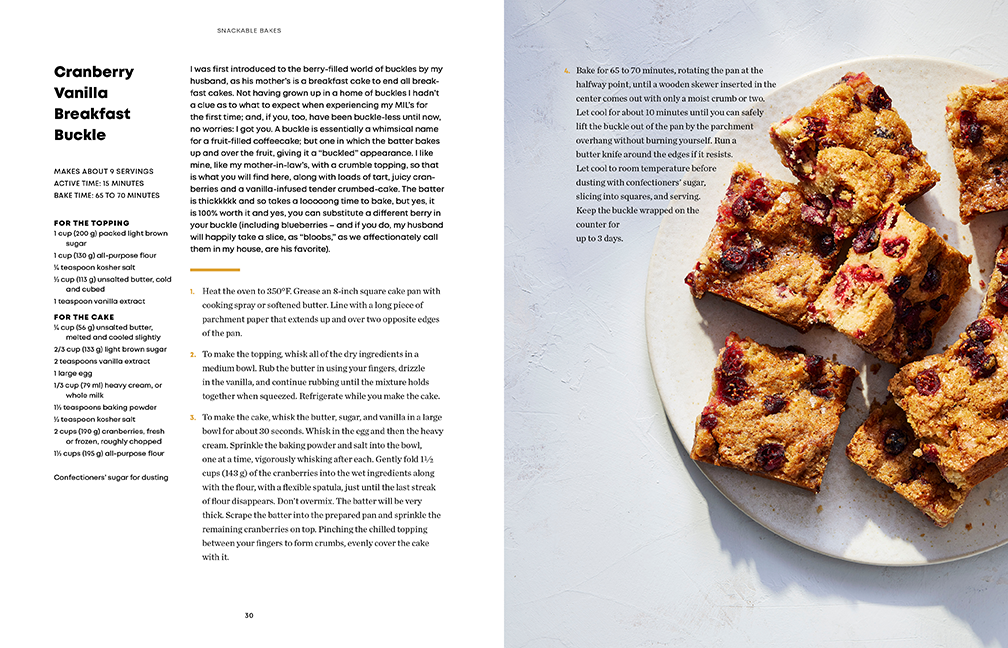 SNACKABLE BAKES
Cranberry
Vanilla
Breakfast
Buckle
MAKES ABOUT 9 SERVINGS
ACTIVE TIME: 15 MINUTES
BAKE TIME: 65 TO 70 MINUTES
FOR THE TOPPING
1 cup (200 g) packed light brown
sugar
1 cup (130 g) all-purpose flour
¼ teaspoon kosher salt
½ cup (113 g) unsalted butter, cold
and cubed
1 teaspoon vanilla extract
FOR THE CAKE
¼ cup (56 g) unsalted butter,
melted and cooled slightly
2/3 cup (133 g) light brown sugar
2 teaspoons vanilla extract
1 large egg
1/3 cup (79 ml) heavy cream, or
whole milk
1½ teaspoons baking powder
½ teaspoon kosher salt
2 cups (190 g) cranberries, fresh
or frozen, roughly chopped
1½ cups (195 g) all-purpose flour
Confectioners' sugar for dusting
I was first introduced to the berry-filled world of buckles by my
husband, as his mother's is a breakfast cake to end all break-
fast cakes. Not having grown up in a home of buckles I hadn't
a clue as to what to expect when experiencing my MIL's for
the first time; and, if you, too, have been buckle-less until now,
no worries: I got you. A buckle is essentially a whimsical name
for a fruit-filled coffeecake; but one in which the batter bakes
up and over the fruit, giving it a "buckled" appearance. I like
mine, like my mother-in-law's, with a crumble topping, so that
is what you will find here, along with loads of tart, juicy cran-
berries and a vanilla-infused tender crumbed-cake. The batter
is thickkkkk and so takes a looooong time to bake, but yes, it
is 100% worth it and yes, you can substitute a different berry in
your buckle (including blueberries – and if you do, my husband
will happily take a slice, as "bloobs," as we affectionately call
them in my house, are his favorite).
1. Heat the oven to 350°F. Grease an 8-inch square cake pan with
cooking spray or softened butter. Line with a long piece of
parchment paper that extends up and over two opposite edges
of the pan.
2. To make the topping, whisk all of the dry ingredients in a
medium bowl. Rub the butter in using your fingers, drizzle
in the vanilla, and continue rubbing until the mixture holds
together when squeezed. Refrigerate while you make the cake.
3. To make the cake, whisk the butter, sugar, and vanilla in a large
bowl for about 30 seconds. Whisk in the egg and then the heavy
cream. Sprinkle the baking powder and salt into the bowl,
one at a time, vigorously whisking after each. Gently fold 1½
cups (143 g) of the cranberries into the wet ingredients along
with the flour, with a flexible spatula, just until the last streak
of flour disappears. Don't overmix. The batter will be very
thick. Scrape the batter into the prepared pan and sprinkle the
remaining cranberries on top. Pinching the chilled topping
between your fingers to form crumbs, evenly cover the cake
with it.
30
4. Bake for 65 to 70 minutes, rotating the pan at the
halfway point, until a wooden skewer inserted in the
center comes out with only a moist crumb or two.
Let cool for about 10 minutes until you can safely
lift the buckle out of the pan by the parchment
overhang without burning yourself. Run a
butter knife around the edges if it resists.
Let cool to room temperature before
dusting with confectioners' sugar,
slicing into squares, and serving.
Keep the buckle wrapped on the
counter for
up to 3 days.